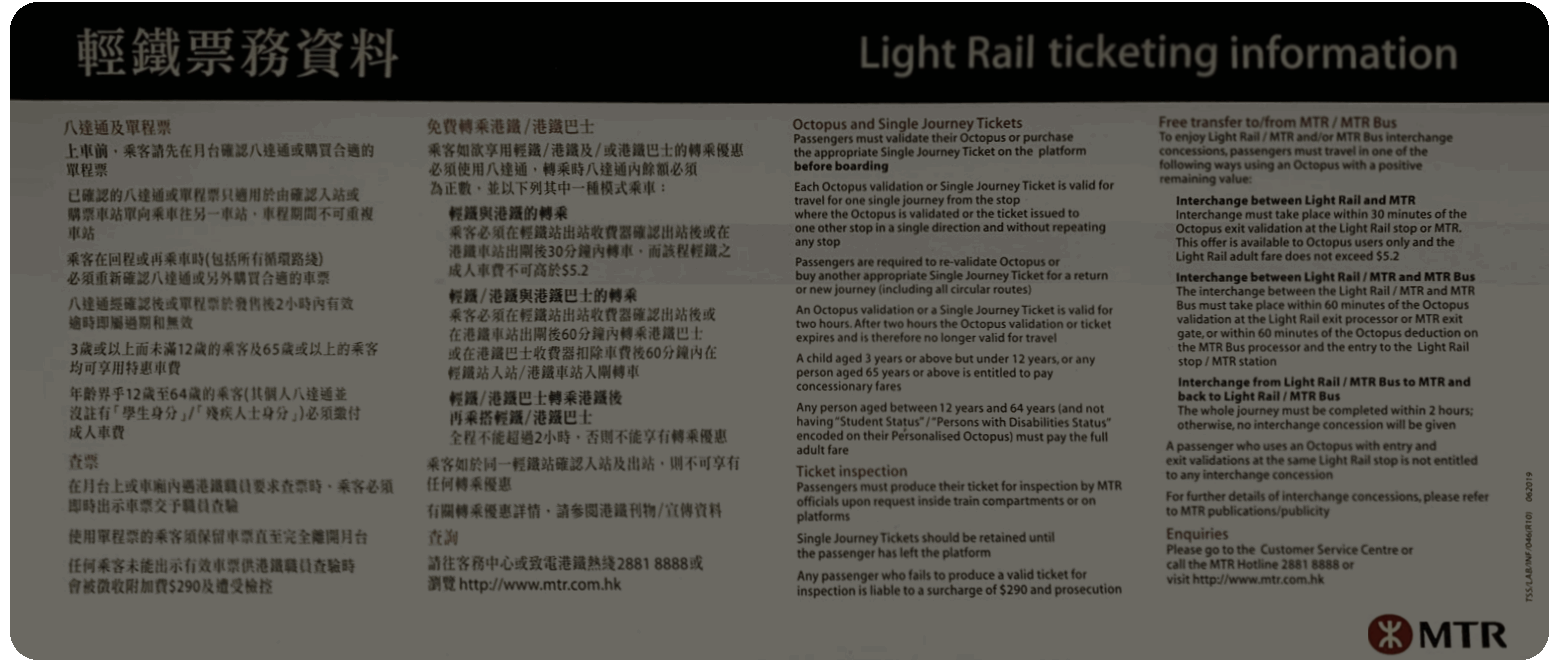 輕鐵票務資料
Light Rail ticketing information
八達通及單程票
上車前，乘客請先在月台確認八達通或購買合適的
單程票
已確認的八達通或單程票只適用於由確認入站或
購票車站單向乘車往另一車站，車程期間不可重複
車站
乘客在回程或再乘車時(包括所有循環路綫)
必須重新確認八達通或另外購買合適的車票
八達通經確認後或單程票於發售後2小時內有效
逾時即屬過期和無效
3歲或以上而未滿12歲的乘客及65歲或以上的乘客
均可享用特惠車費
年齡界乎12歲至64歲的乘客(其個人八達通並
沒註有「學生身分」/「殘疾人士身分」)必須繳付
成人車費
查票
在月台上或車廂內遇港鐵職員要求查票時，乘客必須
即時出示車票交予職員查驗
使用單程票的乘客須保留車票直至完全離開月台
任何乘客未能出示有效車票供港鐵職員查驗時
會被徵收附加費$290及遭受檢控
免費轉乘港鐵/港鐵巴士
乘客如欲享用輕鐵/港鐵及/或港鐵巴士的轉乘優惠
必須使用八達通，轉乘時八達通內餘額必須
為正數，並以下列其中一種模式乘車：
輕鐵與港鐵的轉乘
乘客必須在輕鐵站出站收費器確認出站後或在
港鐵車站出閘後30分鐘內轉車，而該程輕鐵之
成人車費不可高於$5.2
輕鐵/港鐵與港鐵巴士的轉乘
乘客必須在輕鐵站出站收費器確認出站後或
在港鐵車站出閘後60分鐘內轉乘港鐵巴士
或在港鐵巴士收費器扣除車費後60分鐘內在
輕鐵站入站/港鐵車站入閘轉車
輕鐵/港鐵巴士轉乘港鐵後
再乘搭輕鐵/港鐵巴士
全程不能超過2小時，否則不能享有轉乘優惠
乘客如於同一輕鐵站確認入站及出站，則不可享有
任何轉乘優惠
有關轉乘優惠詳情，請參閱港鐵刊物/宣傳資料
查詢
請往客務中心或致電港鐵熱綫2881 8888或
瀏覽 http://www.mtr.com.hk
Octopus and Single Journey Tickets
Passengers must validate their Octopus or purchase
the appropriate Single Journey Ticket on the platform
before boarding
Each Octopus validation or Single Journey Ticket is valid for
travel for one single journey from the stop
where the Octopus is validated or the ticket issued to
one other stop in a single direction and without repeating
any stop
Passengers are required to re-validate Octopus or
buy another appropriate Single Journey Ticket for a return
or new journey (including all circular routes)
An Octopus validation or a Single Journey Ticket is valid for
two hours. After two hours the Octopus validation or ticket
expires and is therefore no longer valid for travel
A child aged 3 years or above but under 12 years, or any
person aged 65 years or above is entitled to pay
concessionary fares
Any person aged between 12 years and 64 years (and not
having "Student Status" / "Persons with Disabilities Status"
encoded on their Personalised Octopus) must pay the full
adult fare
Ticket inspection
Passengers must produce their ticket for inspection by MTR
officials upon request inside train compartments or on
platforms
Single Journey Tickets should be retained until
the passenger has left the platform
Any passenger who fails to produce a valid ticket for
inspection is liable to a surcharge of $290 and prosecution
Free transfer to/from MTR / MTR Bus
To enjoy Light Rail / MTR and/or MTR Bus interchange
concessions, passengers must travel in one of the
following ways using an Octopus with a positive
remaining value:
Interchange between Light Rail and MTR
Interchange must take place within 30 minutes of the
Octopus exit validation at the Light Rail stop or MTR.
This offer is available to Octopus users only and the
Light Rail adult fare does not exceed $5.2
Interchange between Light Rail / MTR and MTR Bus
The interchange between the Light Rail / MTR and MTR
Bus must take place within 60 minutes of the Octopus
validation at the Light Rail exit processor or MTR exit
gate, or within 60 minutes of the Octopus deduction on
the MTR Bus processor and the entry to the Light Rail
stop / MTR station
Interchange from Light Rail / MTR Bus to MTR and
back to Light Rail / MTR Bus
The whole journey must be completed within 2 hours;
otherwise, no interchange concession will be given
A passenger who uses an Octopus with entry and
exit validations at the same Light Rail stop is not entitled
to any interchange concession
For further details of interchange concessions, please refer
to MTR publications/publicity
Enquiries
Please go to the Customer Service Centre or
call the MTR Hotline 2881 8888 or
visit http://www.mtr.com.hk
TSS/LAB/INF/046(R10) 062019
MTR